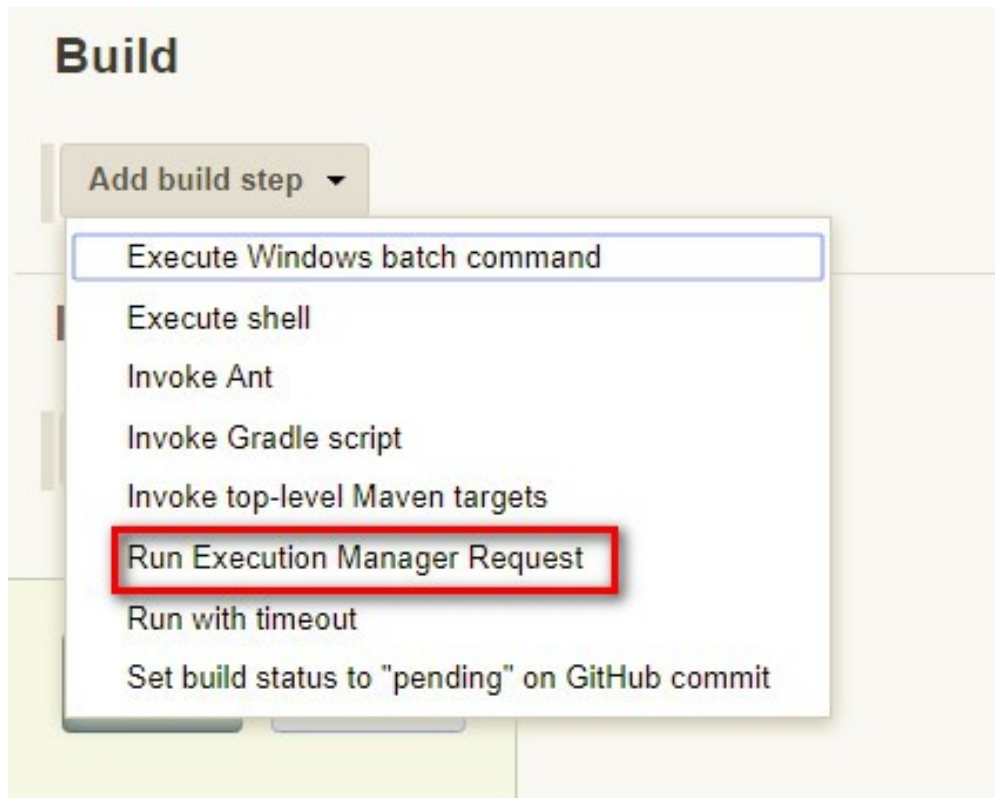 Build
Add build step
Execute Windows batch command
Execute shell
Invoke Ant
Invoke Gradle script
Invoke top-level Maven targets
Run Execution Manager Request
Run with timeout
Set build status to "pending" on GitHub commit